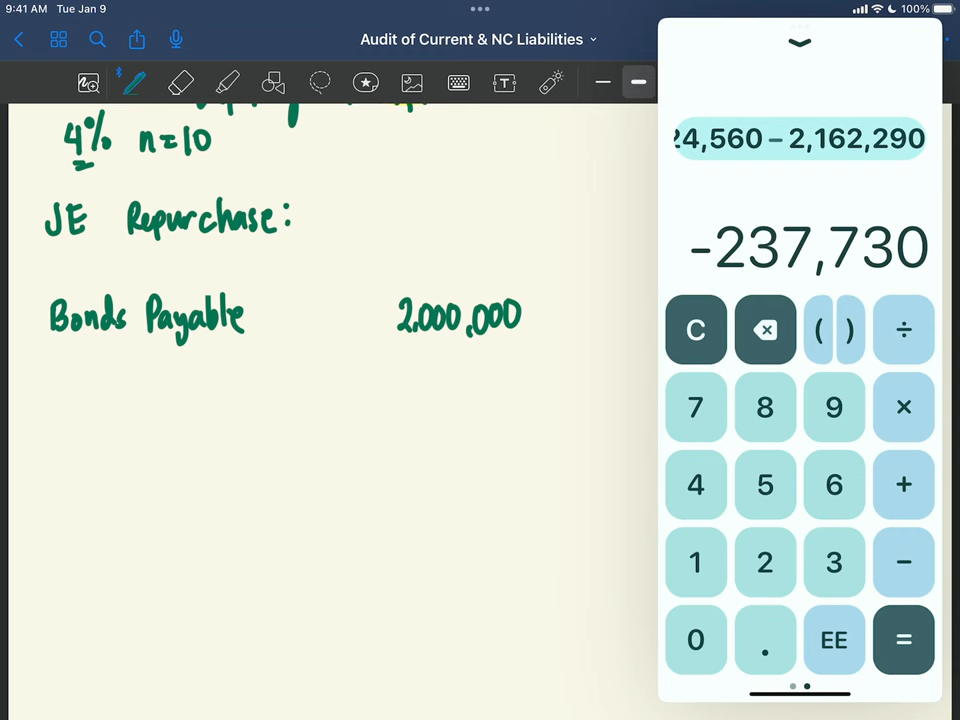 9:41 AM Tue Jan 9
100%
Audit of Current & NC Liabilities
4% n=10
JE Repurchase:
Bonds Payable 2,000,000
24,560 − 2,162,290
-237,730
C ( ) ÷
7 8 9 ×
4 5 6 +
1 2 3 −
0 . EE =